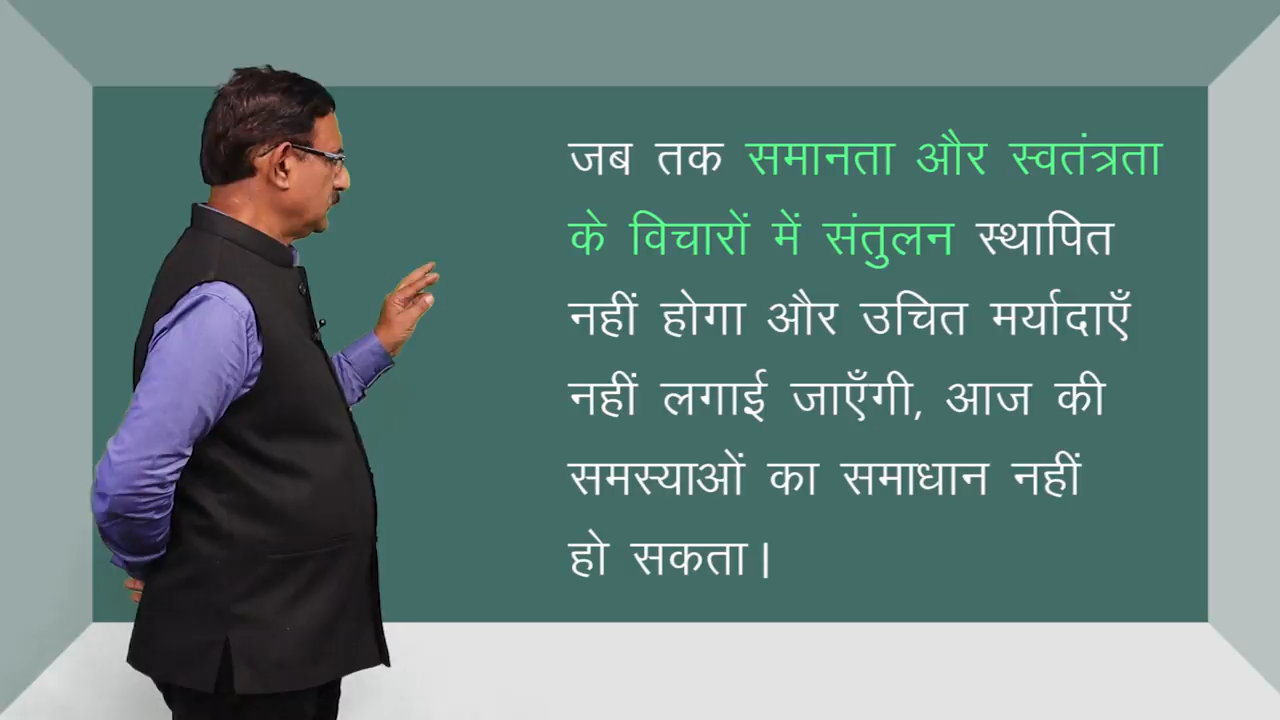 जब तक समानता और स्वतंत्रता
के विचारों में संतुलन स्थापित
नहीं होगा और उचित मर्यादाएँ
नहीं लगाई जाएँगी, आज की
समस्याओं का समाधान नहीं
हो सकता।